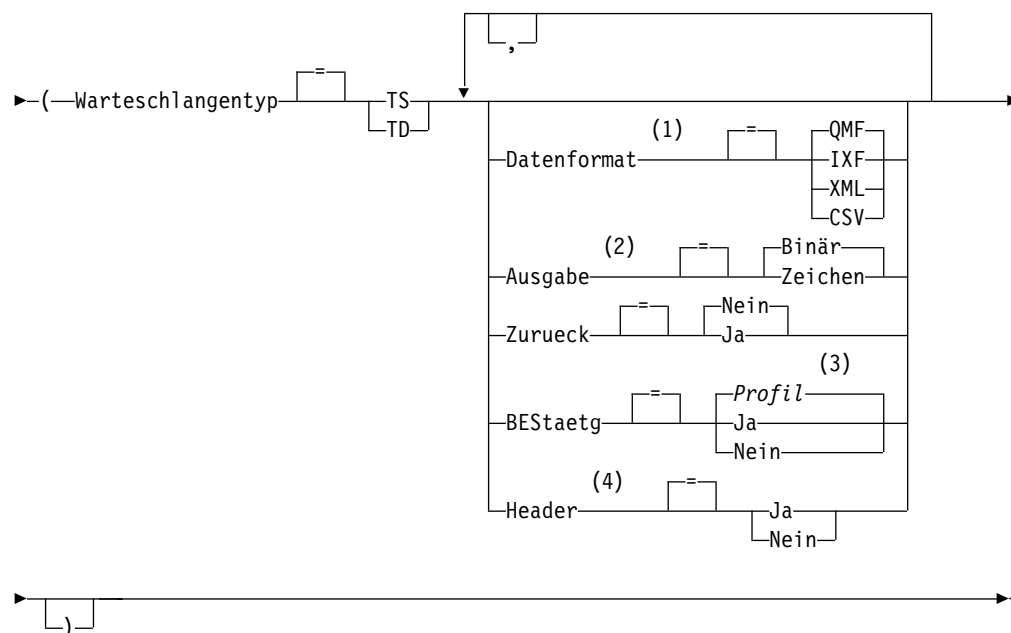 ,
( Warteschlangentyp = TS
TD
Datenformat (1) = QMF
IXF
XML
CSV
Ausgabe (2) = Binär
Zeichen
Zurueck = Nein
Ja
BEStaetg = Profil (3)
Ja
Nein
Header (4) = Ja
Nein
)